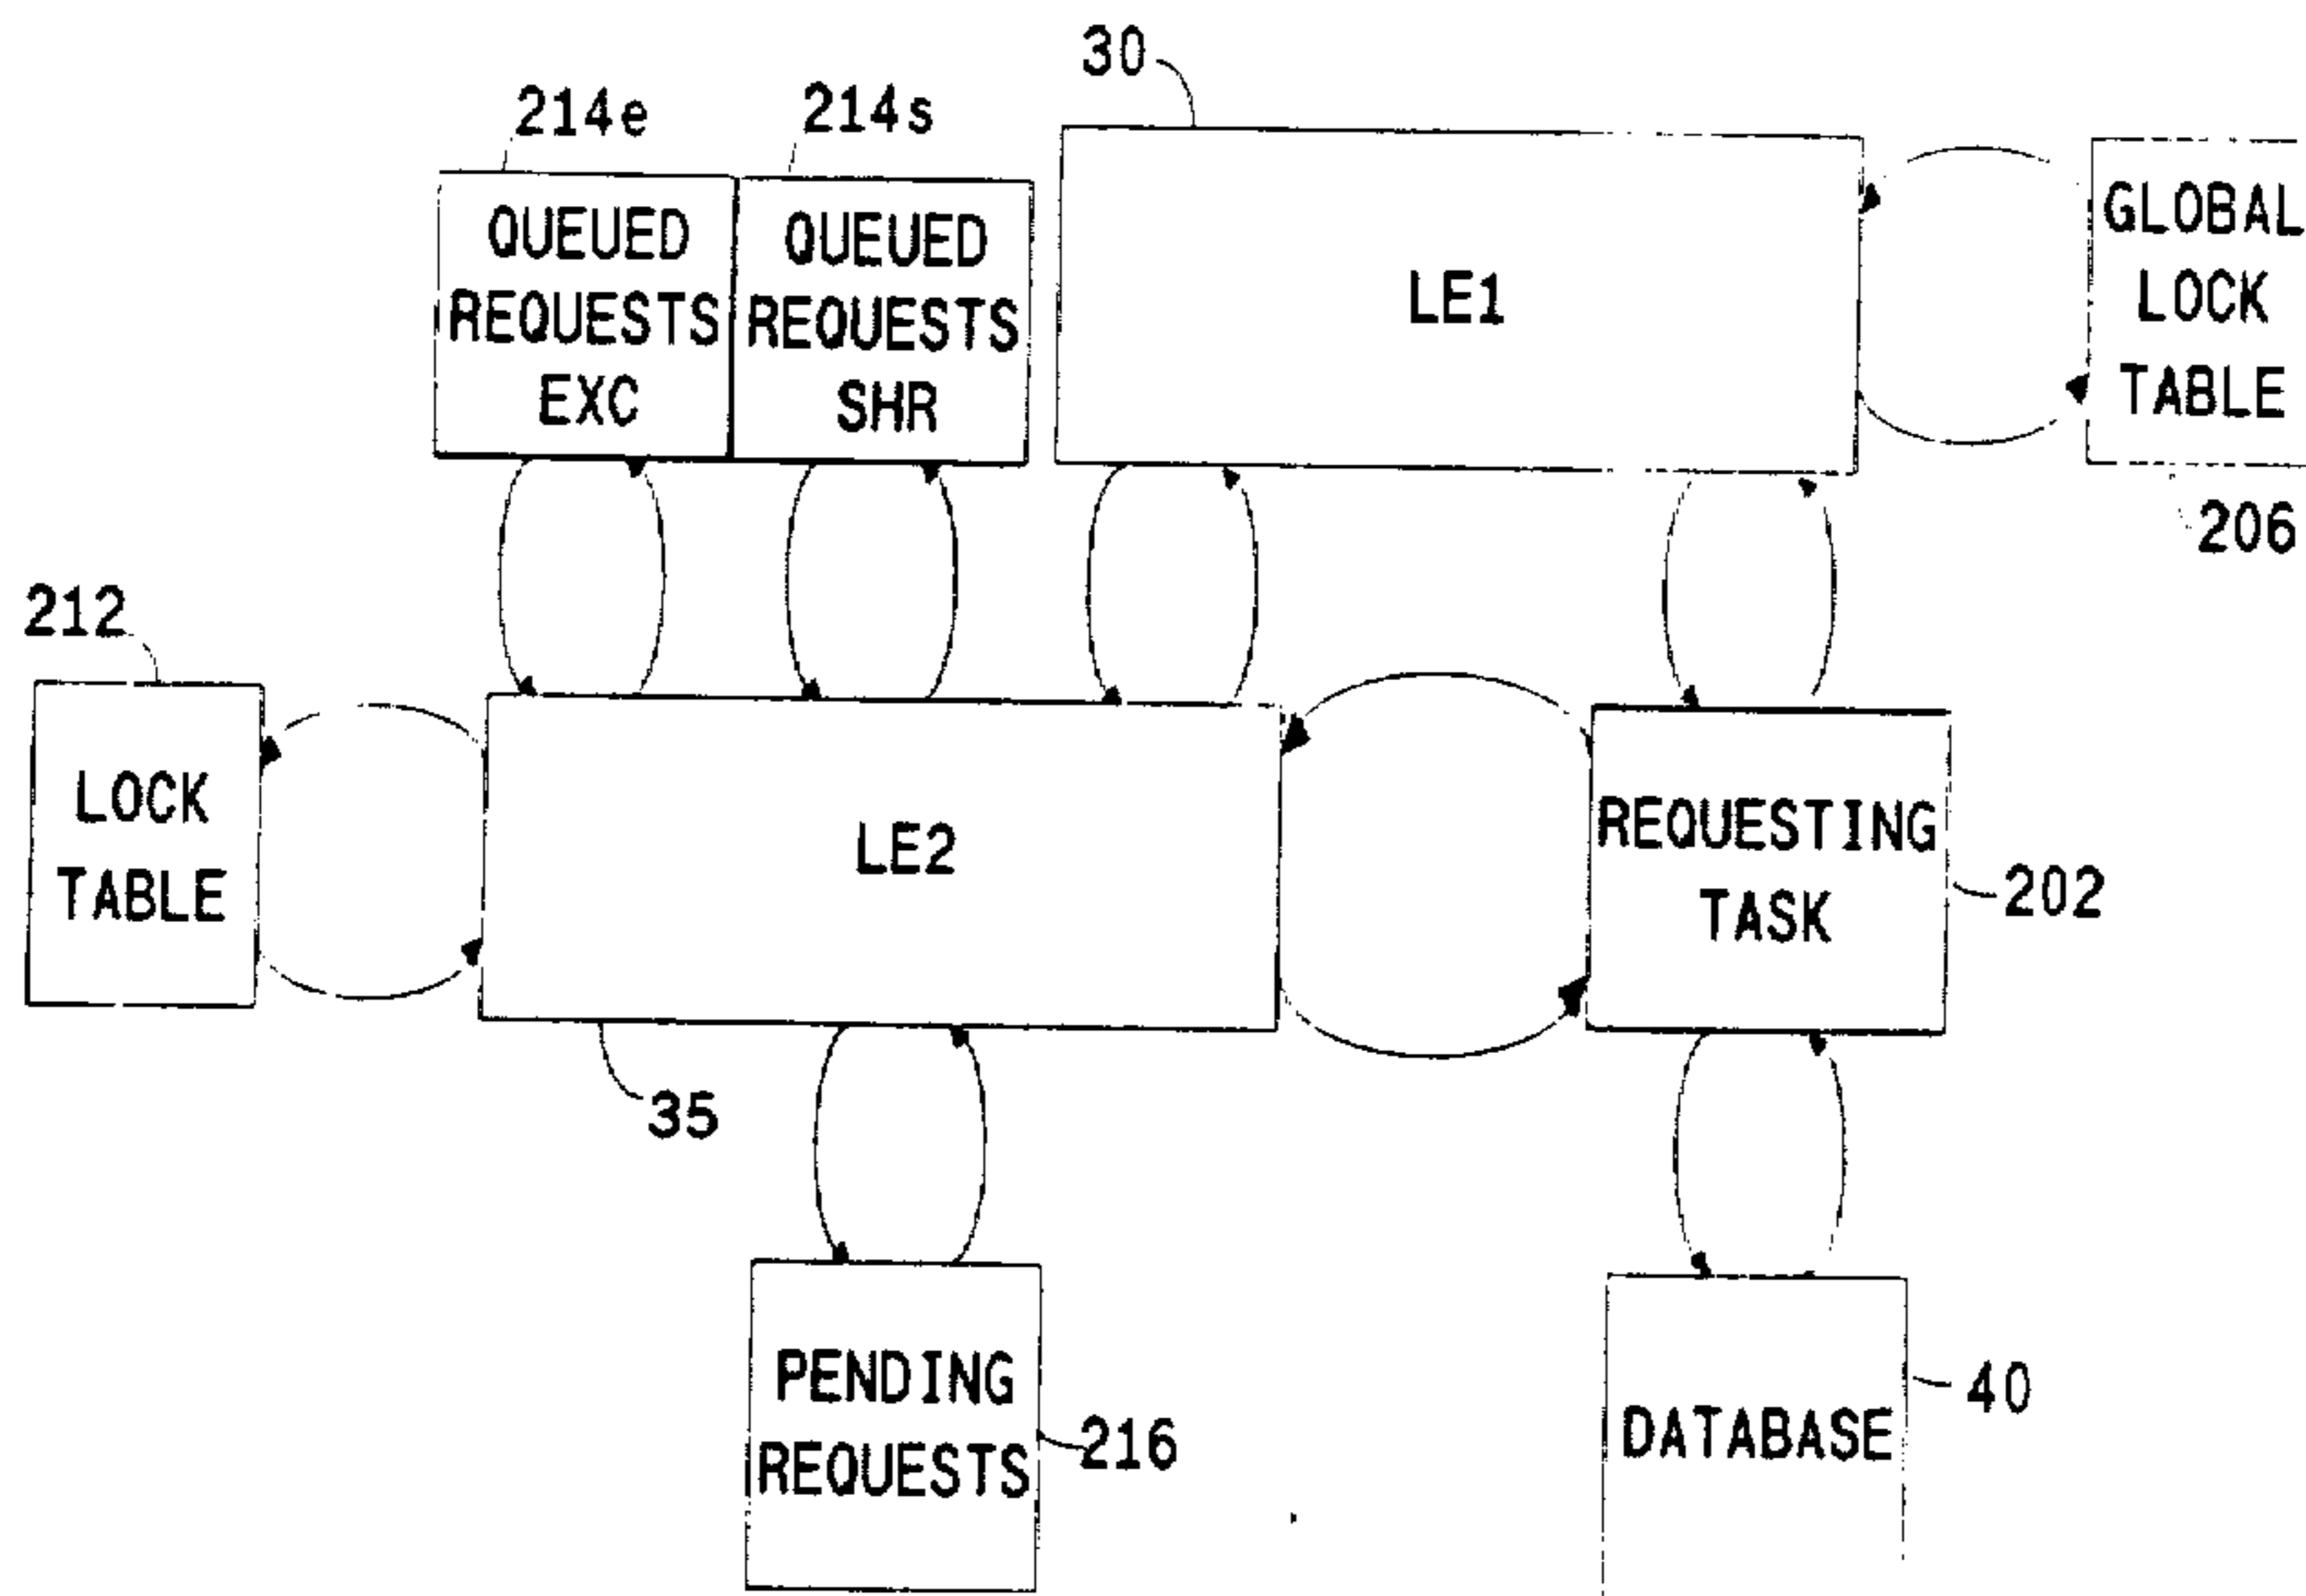 30
214e
214s
QUEUED
REQUESTS
EXC
QUEUED
REQUESTS
SHR
LE1
GLOBAL
LOCK
TABLE
206
212
LOCK
TABLE
LE2
REQUESTING
TASK
202
35
PENDING
REQUESTS
216
DATABASE
40